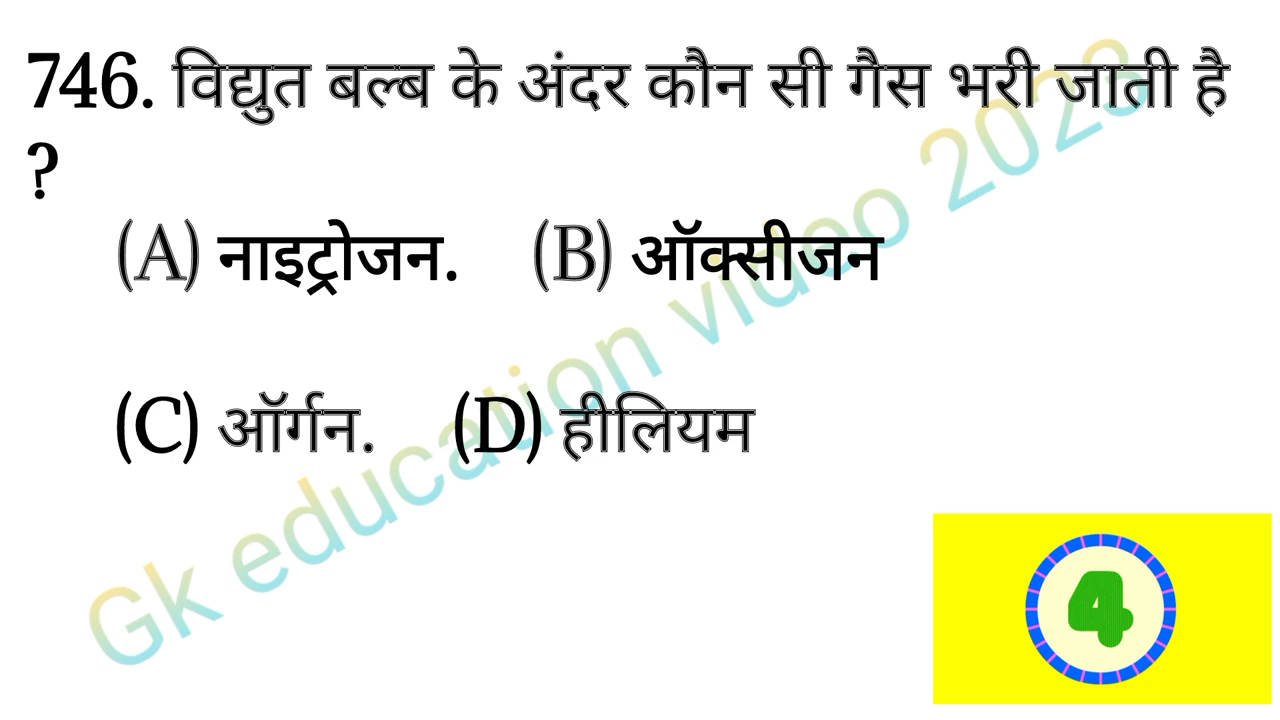 746. विद्युत बल्ब के अंदर कौन सी गैस भरी जाती है
?
(A) नाइट्रोजन. (B) ऑक्सीजन
(C) ऑर्गन. (D) हीलियम
Gk education video 2023
4